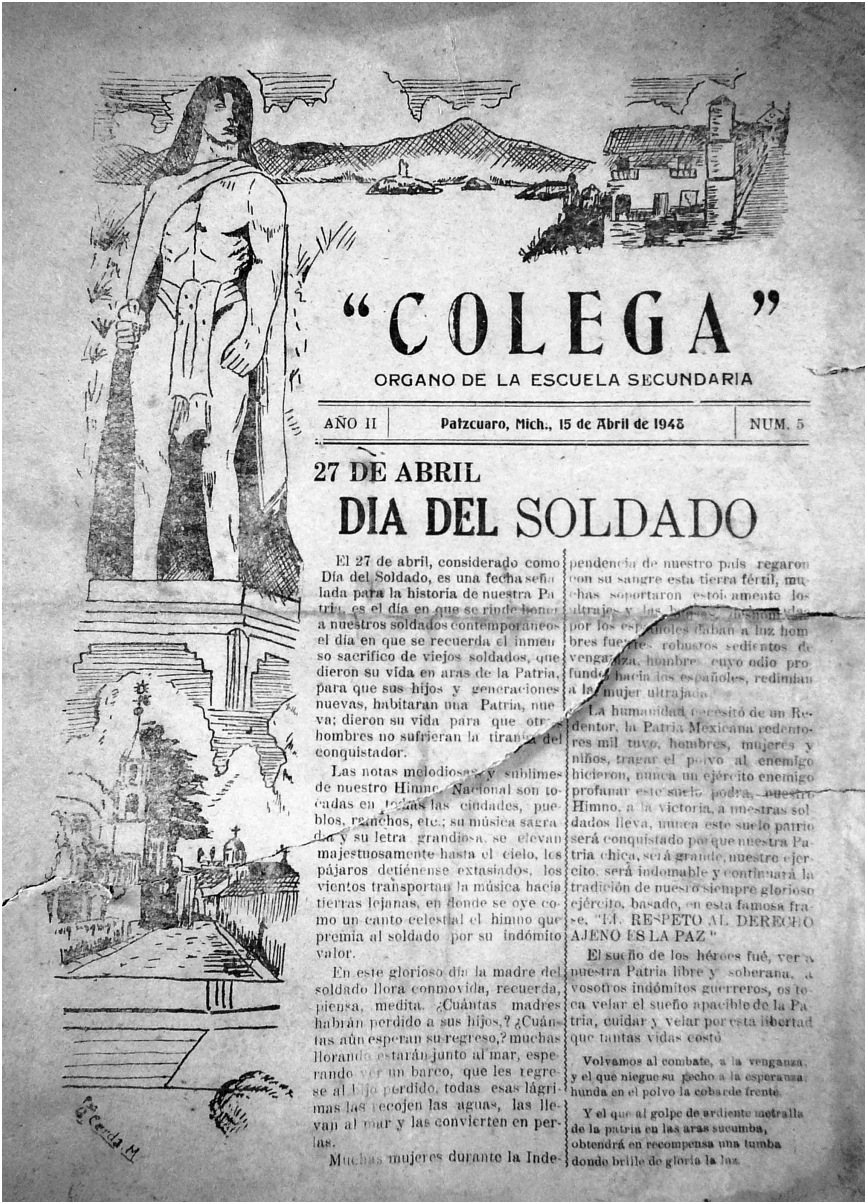 “COLEGA”
ORGANO DE LA ESCUELA SECUNDARIA
AÑO II
Patzcuaro, Mich., 15 de Abril de 1948
NUM. 5
27 DE ABRIL
DIA DEL SOLDADO
El 27 de abril, considerado como
Día del Soldado, es una fecha seña
lada para la historia de nuestra Pa
tria, es el día en que se rinde honor
a nuestros soldados contemporaneos
el día en que se recuerda el inmen
so sacrifico de viejos soldados, que
dieron su vida en aras de la Patria,
para que sus hijos y generaciones
nuevas, habitaran una Patria, nue
va; dieron su vida para que otros
hombres no sufrieran la tirania del
conquistador.
Las notas melodiosas y sublimes
de nuestro Himno Nacional son to
cadas en todas las ciudades, pue
blos, ranchos, etc.; su música sagra
da y su letra grandiosa, se elevan
majestuosamente hasta el cielo, los
pájaros detiénense extasiados, los
vientos transportan la música hacia
tierras lejanas, en donde se oye co
mo un canto celestial el himno que
premia al soldado por su indómito
valor.
En este glorioso día la madre del
soldado llora conmovida, recuerda,
piensa, medita. ¿Cuántas madres
habrán perdido a sus hijos,? ¿Cuán-
tas aún esperan su regreso,? muchas
llorando estarán junto al mar, espe
rando ver un barco, que les regre-
se al hijo perdido, todas esas lágri
mas las recojen las aguas, las lle-
van al mar y las convierten en per-
las.
Muchas mujeres durante la Inde-
pendencia de nuestro país regaron
con su sangre esta tierra fértil, mu
chas soportaron estoicamente los
ultrajes y las
por los españoles daban a luz hom
bres fuertes, robustos sedientos de
venganza, hombres cuyo odio pro
fundo hacia los españoles, redimían
a la mujer ultrajada.
La humanidad necesitó de un Re-
dentor, la Patria Mexicana redento-
res mil tuvo, hombres, mujeres y
niños, tragar el polvo al enemigo
hicieron, nunca un ejército enemigo
profanar este suelo podrá, nuestro
Himno, a la victoria, a nuestras sol
dados lleva, nunca este suelo patrio
será conquistado porque nuestra Pa
tria chica, será grande, nuestro ejer-
cito, será indomable y continuará la
tradición de nuestro siempre glorioso
ejército, basado, en esta famosa fra-
se, "EL RESPETO AL DERECHO
AJENO ES LA PAZ"
El sueño de los héroes fué, ver a
nuestra Patria libre y soberana, a
vosotros indómitos guerreros, os to
ca velar el sueño apacible de la Pa
tria, cuidar y velar por esta libertad
que tantas vidas costó
Volvamos al combate, a la venganza,
y el que niegue su pecho a la esperanza
hunda en el polvo la cobarde frente.
Y el que al golpe de ardiente metralla
de la patria en las aras sucumba,
obtendrá en recompensa una tumba
donde brille de gloria la luz.
Cerda. M